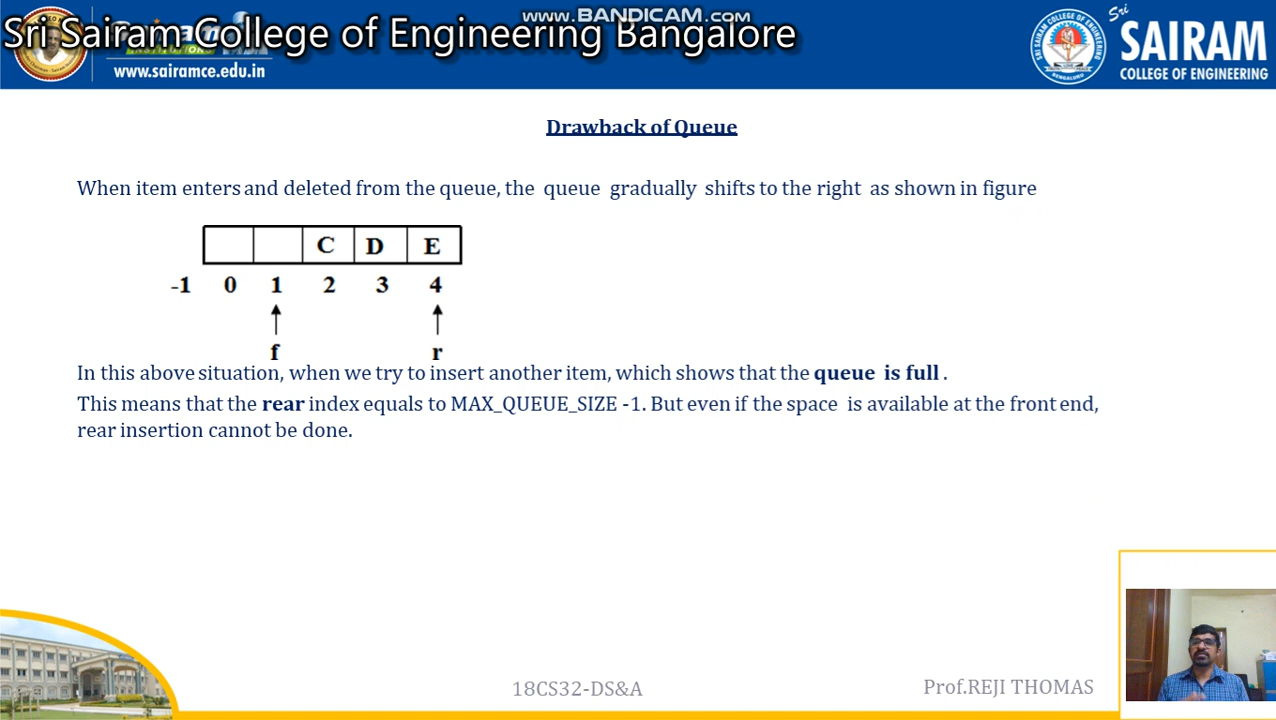 www.BANDICAM.com
Sri Sairam College of Engineering Bangalore
www.sairamce.edu.in
Sri
SAIRAM
COLLEGE OF ENGINEERING
Drawback of Queue
When item enters and deleted from the queue, the queue gradually shifts to the right as shown in figure
C D E
-1 0 1 2 3 4
f r
In this above situation, when we try to insert another item, which shows that the queue is full .
This means that the rear index equals to MAX_QUEUE_SIZE -1. But even if the space is available at the front end,
rear insertion cannot be done.
18CS32-DS&A
Prof.REJI THOMAS